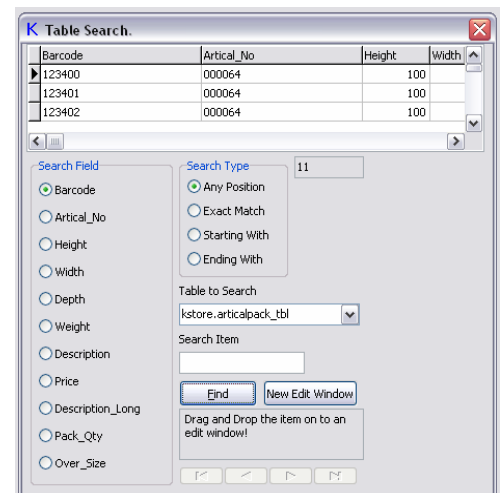 K Table Search.
Barcode Artical_No Height Width
123400 000064 100
123401 000064 100
123402 000064 100
Search Field
Barcode
Artical_No
Height
Width
Depth
Weight
Description
Price
Description_Long
Pack_Qty
Over_Size
Search Type
Any Position
Exact Match
Starting With
Ending With
11
Table to Search
kstore.articalpack_tbl
Search Item
Find New Edit Window
Drag and Drop the item on to an
edit window!